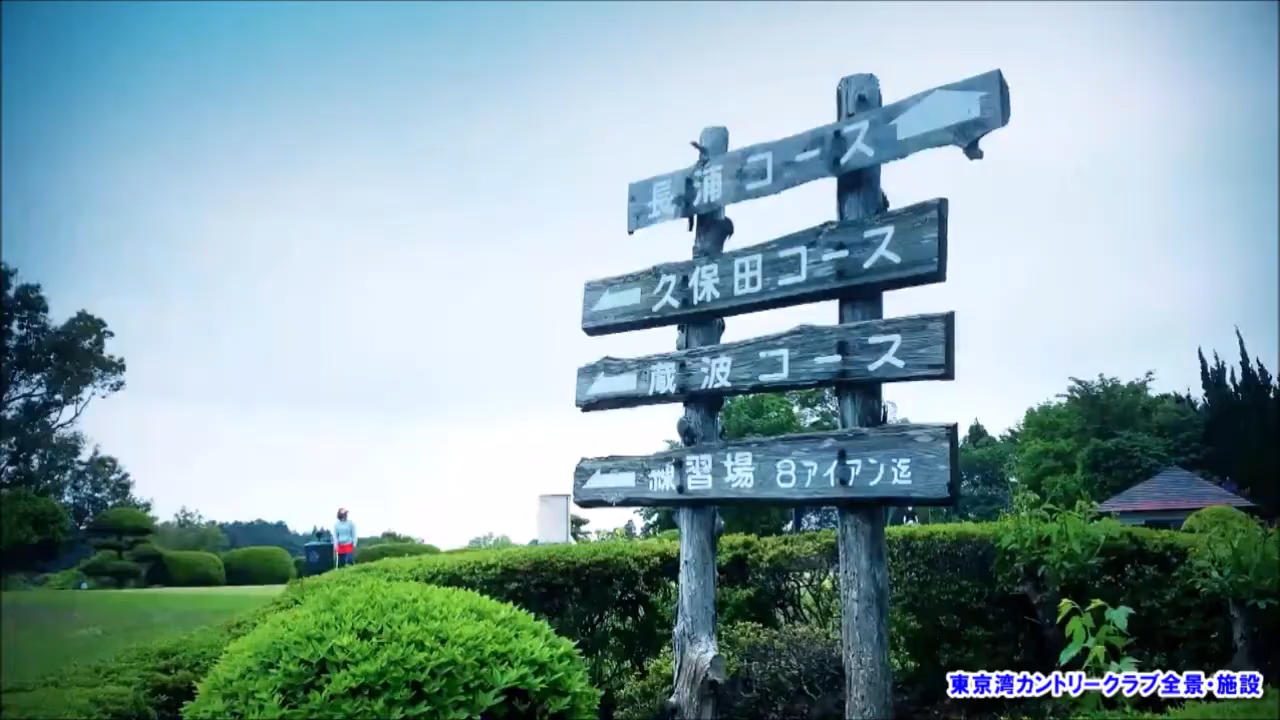 長浦コース
久保田コース
蔵波コース
練習場 8アイアン迄
東京湾カントリークラブ全景・施設